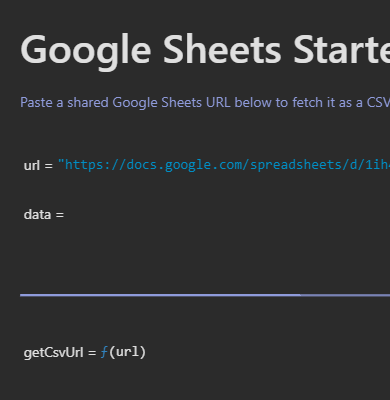 Google Sheets Starte
Paste a shared Google Sheets URL below to fetch it as a CSV
url = "https://docs.google.com/spreadsheets/d/1ih
data =
getCsvUrl = ƒ(url)